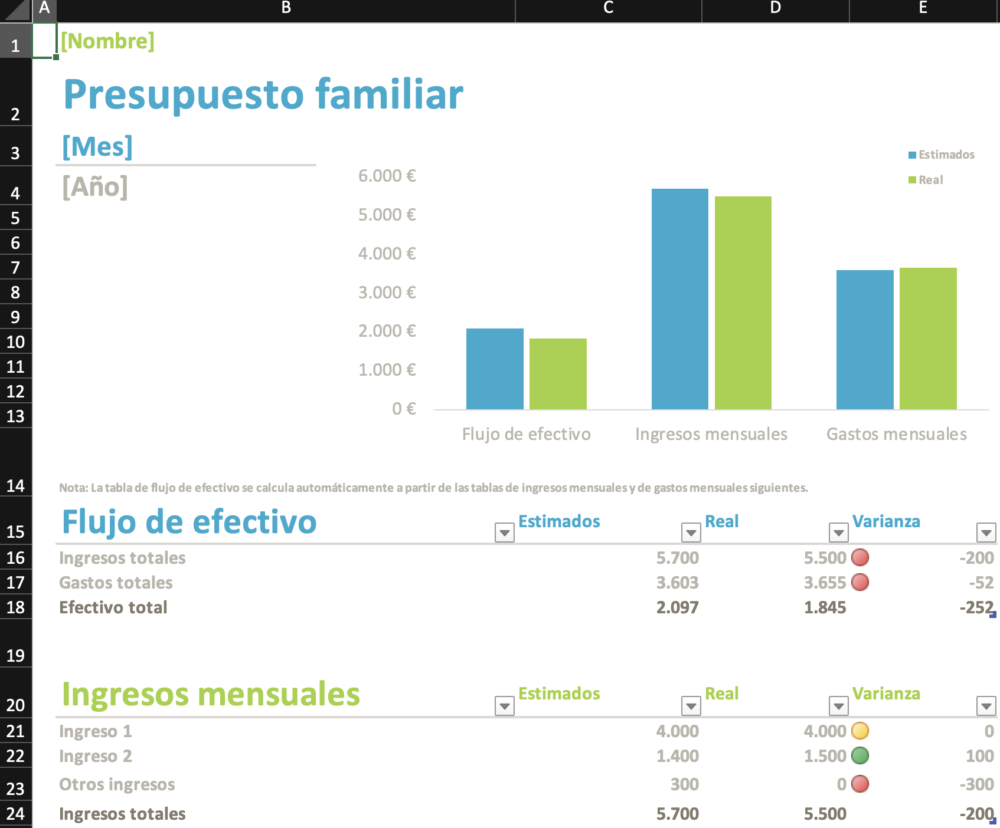 A B C D E
1 [Nombre]
2 Presupuesto familiar
3 [Mes]
4 [Año]
5
6
7
8
9
10
11
12
13
Estimados
Real
6.000 €
5.000 €
4.000 €
3.000 €
2.000 €
1.000 €
0 €
Flujo de efectivo Ingresos mensuales Gastos mensuales
14 Nota: La tabla de flujo de efectivo se calcula automáticamente a partir de las tablas de ingresos mensuales y de gastos mensuales siguientes.
15 Flujo de efectivo Estimados Real Varianza
16 Ingresos totales 5.700 5.500 -200
17 Gastos totales 3.603 3.655 -52
18 Efectivo total 2.097 1.845 -252
19
20 Ingresos mensuales Estimados Real Varianza
21 Ingreso 1 4.000 4.000 0
22 Ingreso 2 1.400 1.500 100
23 Otros ingresos 300 0 -300
24 Ingresos totales 5.700 5.500 -200